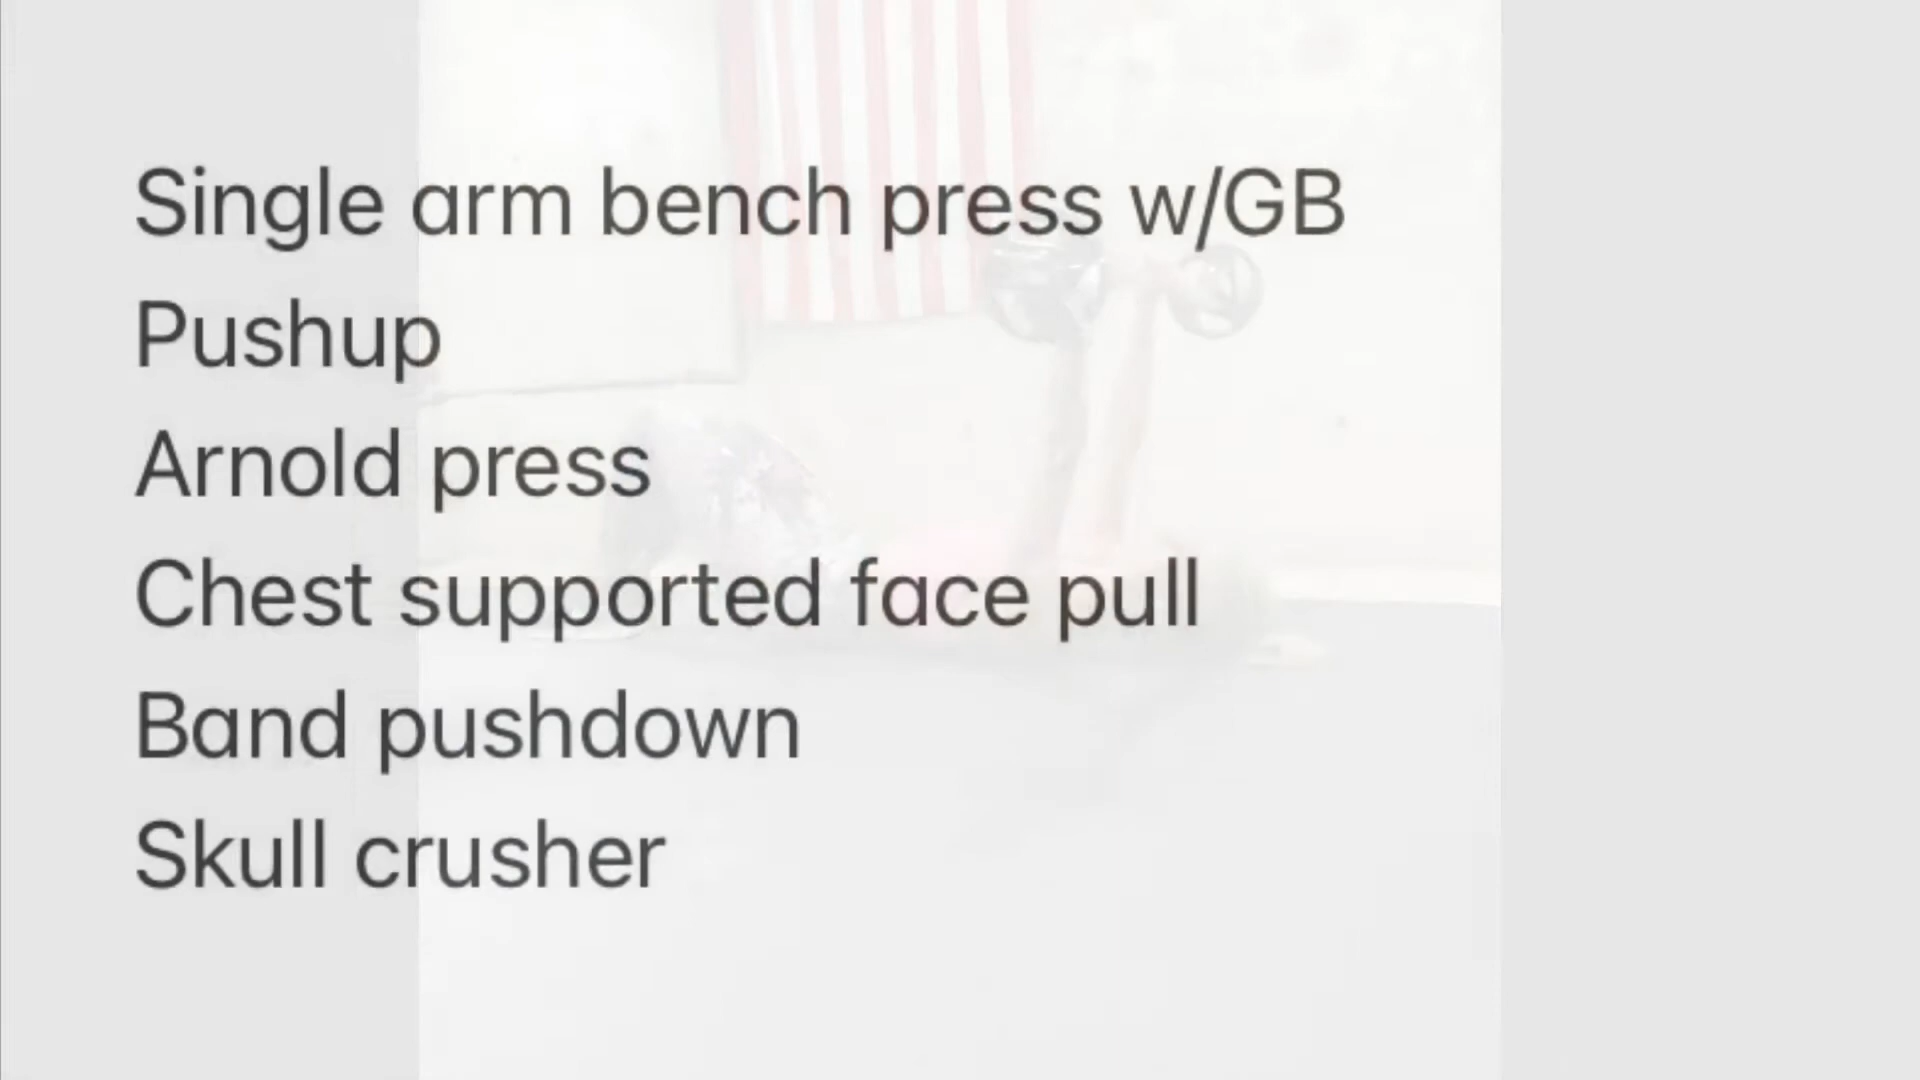 Single arm bench press w/GB
Pushup
Arnold press
Chest supported face pull
Band pushdown
Skull crusher